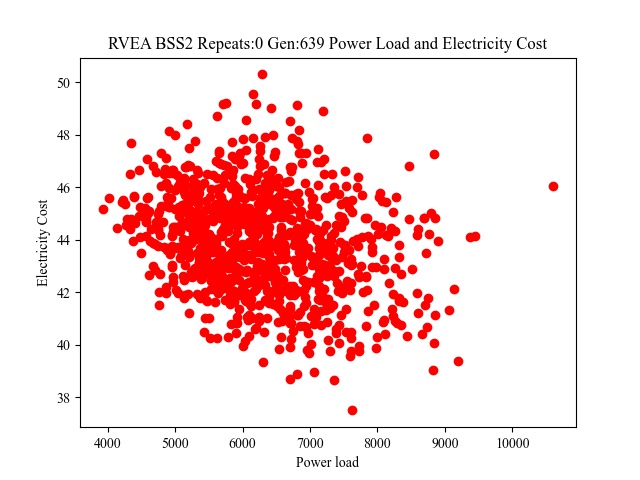 RVEA BSS2 Repeats:0 Gen:639 Power Load and Electricity Cost
50
48
46
44
42
40
38
Electricity Cost
4000 5000 6000 7000 8000 9000 10000
Power load